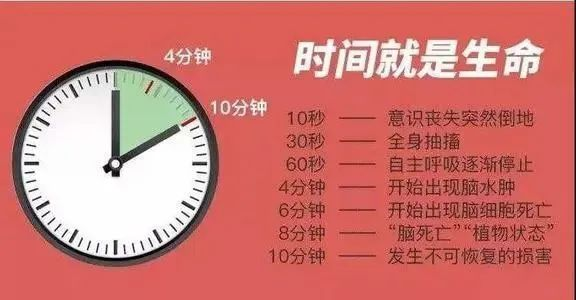 时间就是生命
4分钟
10分钟
10秒 —— 意识丧失突然倒地
30秒 —— 全身抽搐
60秒 —— 自主呼吸逐渐停止
4分钟 —— 开始出现脑水肿
6分钟 —— 开始出现脑细胞死亡
8分钟 —— “脑死亡”“植物状态”
10分钟 —— 发生不可恢复的损害